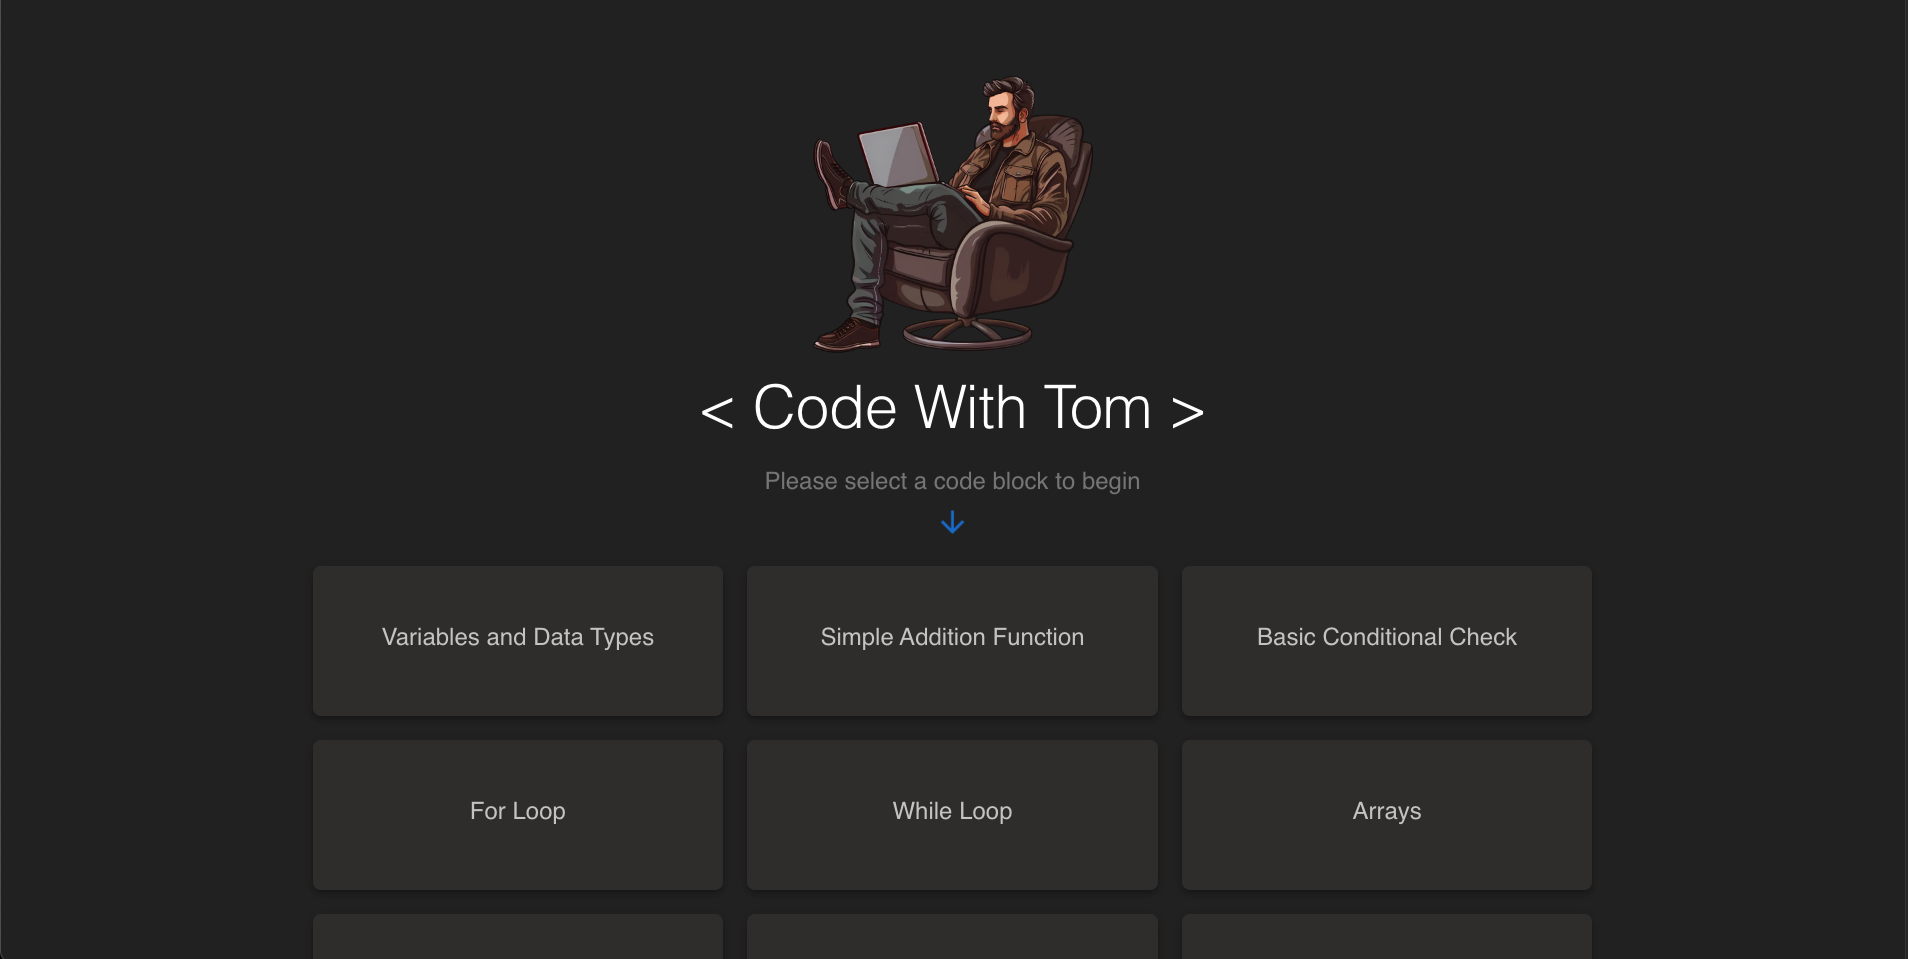 < Code With Tom >
Please select a code block to begin
Variables and Data Types
Simple Addition Function
Basic Conditional Check
For Loop
While Loop
Arrays